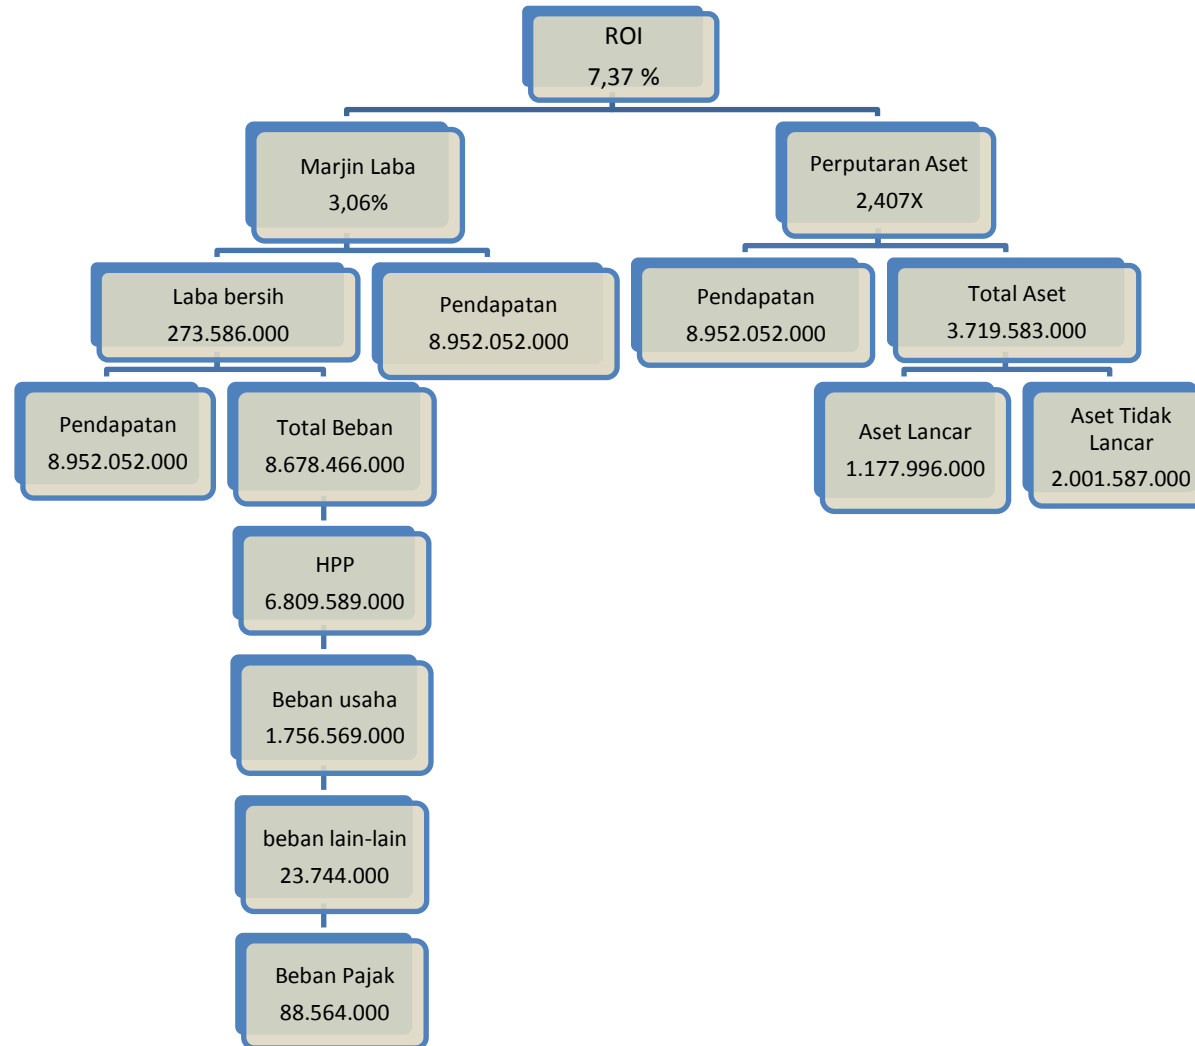 ROI
7,37 %
Marjin Laba
3,06%
Perputaran Aset
2,407X
Laba bersih
273.586.000
Pendapatan
8.952.052.000
Pendapatan
8.952.052.000
Total Aset
3.719.583.000
Pendapatan
8.952.052.000
Total Beban
8.678.466.000
Aset Lancar
1.177.996.000
Aset Tidak
Lancar
2.001.587.000
HPP
6.809.589.000
Beban usaha
1.756.569.000
beban lain-lain
23.744.000
Beban Pajak
88.564.000